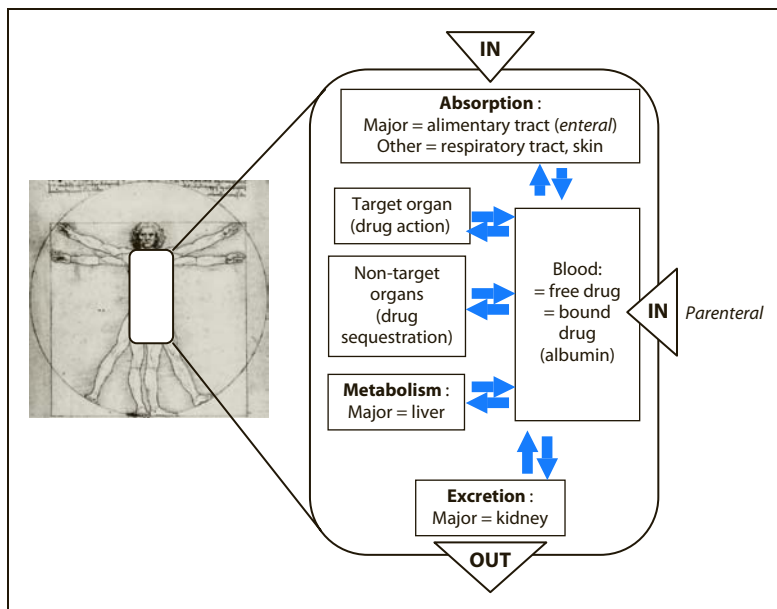 IN
Absorption :
Major = alimentary tract (enteral)
Other = respiratory tract, skin
Target organ
(drug action)
Non-target
organs
(drug
sequestration)
Metabolism :
Major = liver
Blood:
= free drug
= bound
drug
(albumin)
IN
Parenteral
Excretion :
Major = kidney
OUT